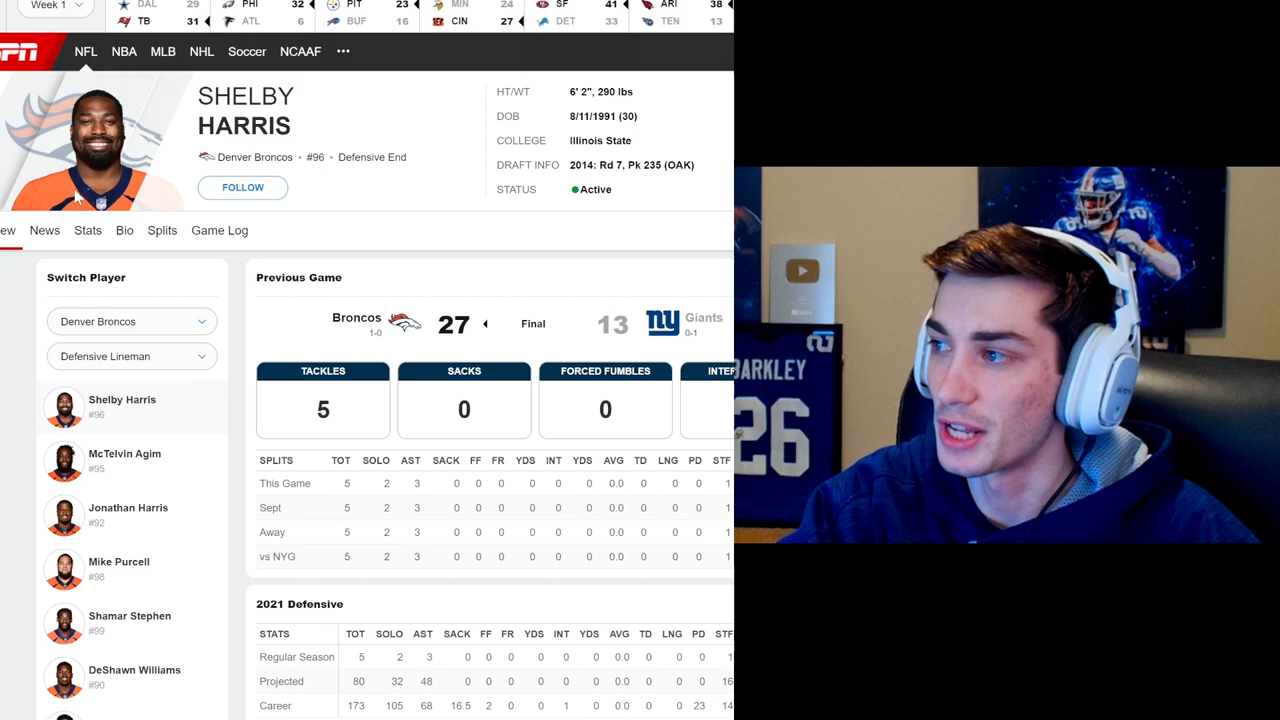 Week 1
DAL 29
PHI 32
PIT 23
MIN 24
SF 41
ARI 38
TB 31
ATL 6
BUF 16
CIN 27
DET 33
TEN 13
NFL NBA MLB NHL Soccer NCAAF •••
SHELBY
HARRIS
Denver Broncos • #96 • Defensive End
FOLLOW
HT/WT 6' 2", 290 lbs
DOB 8/11/1991 (30)
COLLEGE Illinois State
DRAFT INFO 2014: Rd 7, Pk 235 (OAK)
STATUS Active
ew News Stats Bio Splits Game Log
Switch Player
Denver Broncos
Defensive Lineman
Shelby Harris
#96
McTelvin Agim
#95
Jonathan Harris
#92
Mike Purcell
#98
Shamar Stephen
#99
DeShawn Williams
#90
Previous Game
Broncos 27 Final 13 ny Giants
1-0 0-1
TACKLES SACKS FORCED FUMBLES INTER
5 0 0
SPLITS TOT SOLO AST SACK FF FR YDS INT YDS AVG TD LNG PD STF
This Game 5 2 3 0 0 0 0 0 0 0.0 0 0 0 1
Sept 5 2 3 0 0 0 0 0 0 0.0 0 0 0 1
Away 5 2 3 0 0 0 0 0 0 0.0 0 0 0 1
vs NYG 5 2 3 0 0 0 0 0 0 0.0 0 0 0 1
2021 Defensive
STATS TOT SOLO AST SACK FF FR YDS INT YDS AVG TD LNG PD STF
Regular Season 5 2 3 0 0 0 0 0 0 0.0 0 0 0 1
Projected 80 32 48 0 0 0 0 0 0 0.0 0 0 0 16
Career 173 105 68 16.5 2 0 0 1 0 0.0 0 0 23 14
BARKLEY
26